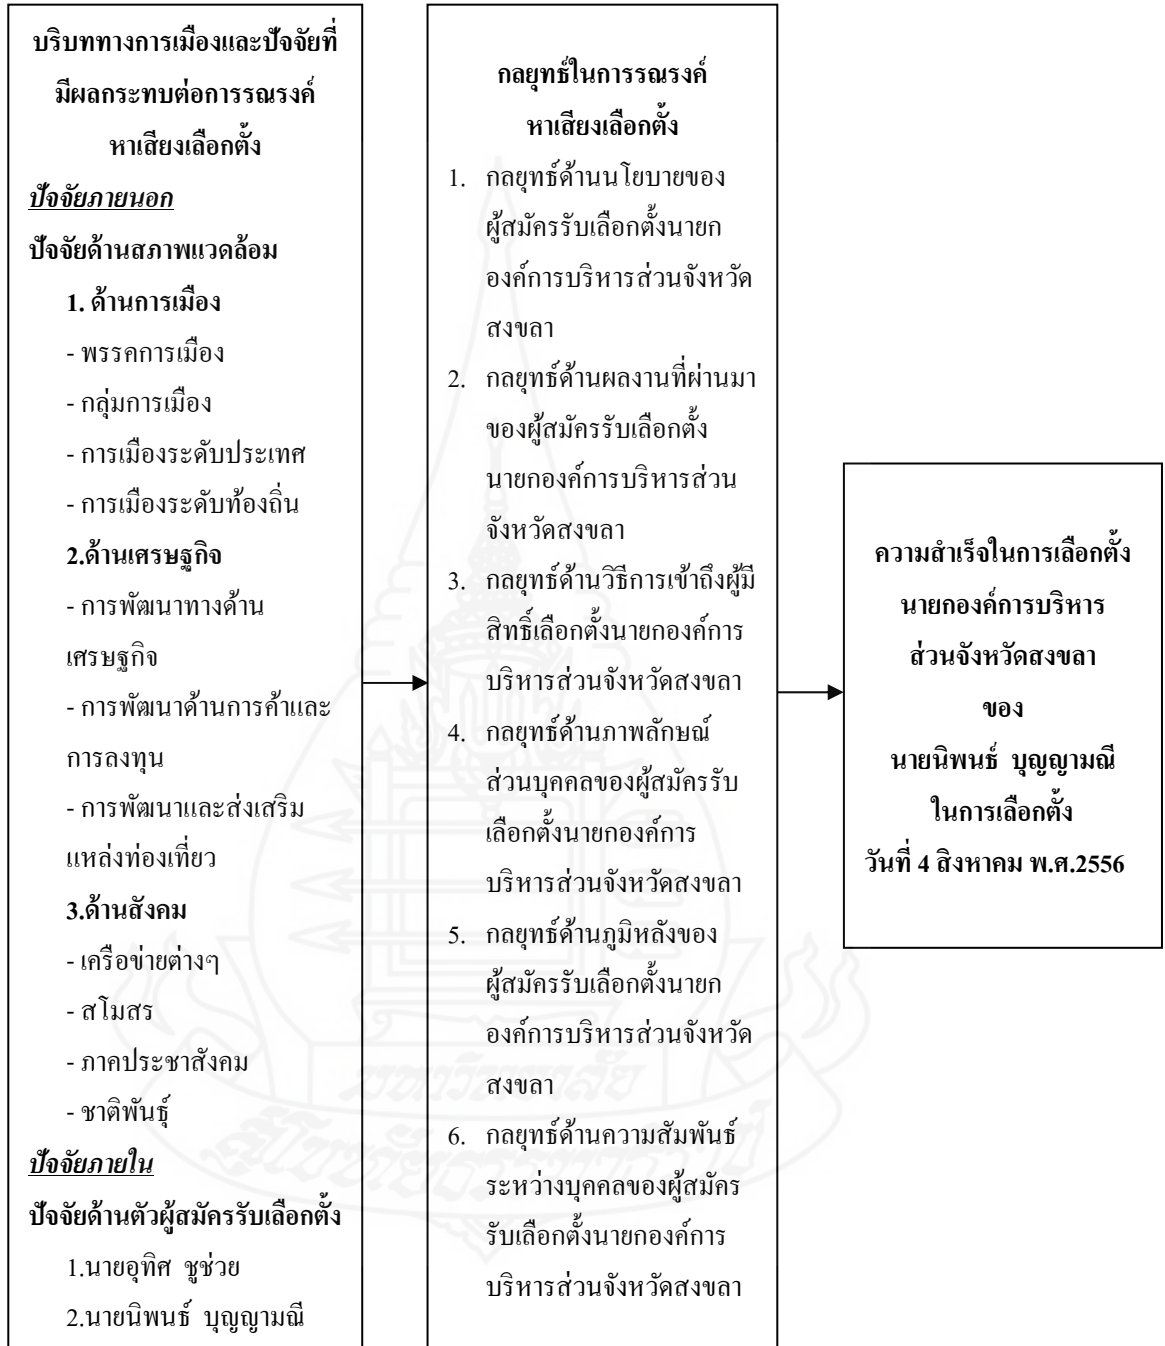 บริบททางการเมืองและปัจจัยที่
มีผลกระทบต่อการรณรงค์
หาเสียงเลือกตั้ง
ปัจจัยภายนอก
ปัจจัยด้านสภาพแวดล้อม
1. ด้านการเมือง
- พรรคการเมือง
- กลุ่มการเมือง
- การเมืองระดับประเทศ
- การเมืองระดับท้องถิ่น
2.ด้านเศรษฐกิจ
- การพัฒนาทางด้าน
เศรษฐกิจ
- การพัฒนาด้านการค้าและ
การลงทุน
- การพัฒนาและส่งเสริม
แหล่งท่องเที่ยว
3.ด้านสังคม
- เครือข่ายต่างๆ
- สโมสร
- ภาคประชาสังคม
- ชาติพันธุ์
ปัจจัยภายใน
ปัจจัยด้านตัวผู้สมัครรับเลือกตั้ง
1.นายอุทิศ ชูช่วย
2.นายนิพนธ์ บุญญามณี
กลยุทธ์ในการรณรงค์
หาเสียงเลือกตั้ง
1. กลยุทธ์ด้านนโยบายของ
ผู้สมัครรับเลือกตั้งนายก
องค์การบริหารส่วนจังหวัด
สงขลา
2. กลยุทธ์ด้านผลงานที่ผ่านมา
ของผู้สมัครรับเลือกตั้ง
นายกองค์การบริหารส่วน
จังหวัดสงขลา
3. กลยุทธ์ด้านวิธีการเข้าถึงผู้มี
สิทธิ์เลือกตั้งนายกองค์การ
บริหารส่วนจังหวัดสงขลา
4. กลยุทธ์ด้านภาพลักษณ์
ส่วนบุคคลของผู้สมัครรับ
เลือกตั้งนายกองค์การ
บริหารส่วนจังหวัดสงขลา
5. กลยุทธ์ด้านภูมิหลังของ
ผู้สมัครรับเลือกตั้งนายก
องค์การบริหารส่วนจังหวัด
สงขลา
6. กลยุทธ์ด้านความสัมพันธ์
ระหว่างบุคคลของผู้สมัคร
รับเลือกตั้งนายกองค์การ
บริหารส่วนจังหวัดสงขลา
ความสำเร็จในการเลือกตั้ง
นายกองค์การบริหาร
ส่วนจังหวัดสงขลา
ของ
นายนิพนธ์ บุญญามณี
ในการเลือกตั้ง
วันที่ 4 สิงหาคม พ.ศ.2556
มหาวิทยาลัย
สุโขทัยธรรมาธิราช